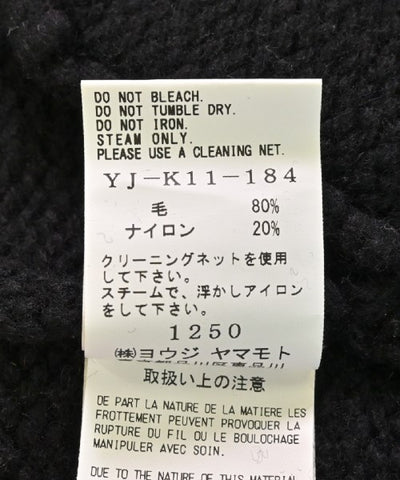 DO NOT BLEACH.
DO NOT TUMBLE DRY.
DO NOT IRON.
STEAM ONLY.
PLEASE USE A CLEANING NET.
YJ-K11-184
毛 80%
ナイロン 20%
クリーニングネットを使用
して下さい。
スチームで、浮かしアイロン
をして下さい。
1250
㈱ヨウジ ヤマモト
取扱い上の注意
DE PART LA NATURE DE LA MATIERE LES
FROTTEMENT PEUVENT PROVOQUER LA
RUPTURE DU FIL OU LE BOULOCHAGE
MANIPULER AVEC SOIN.
DUE TO THE NATURE OF THIS MATERIAL